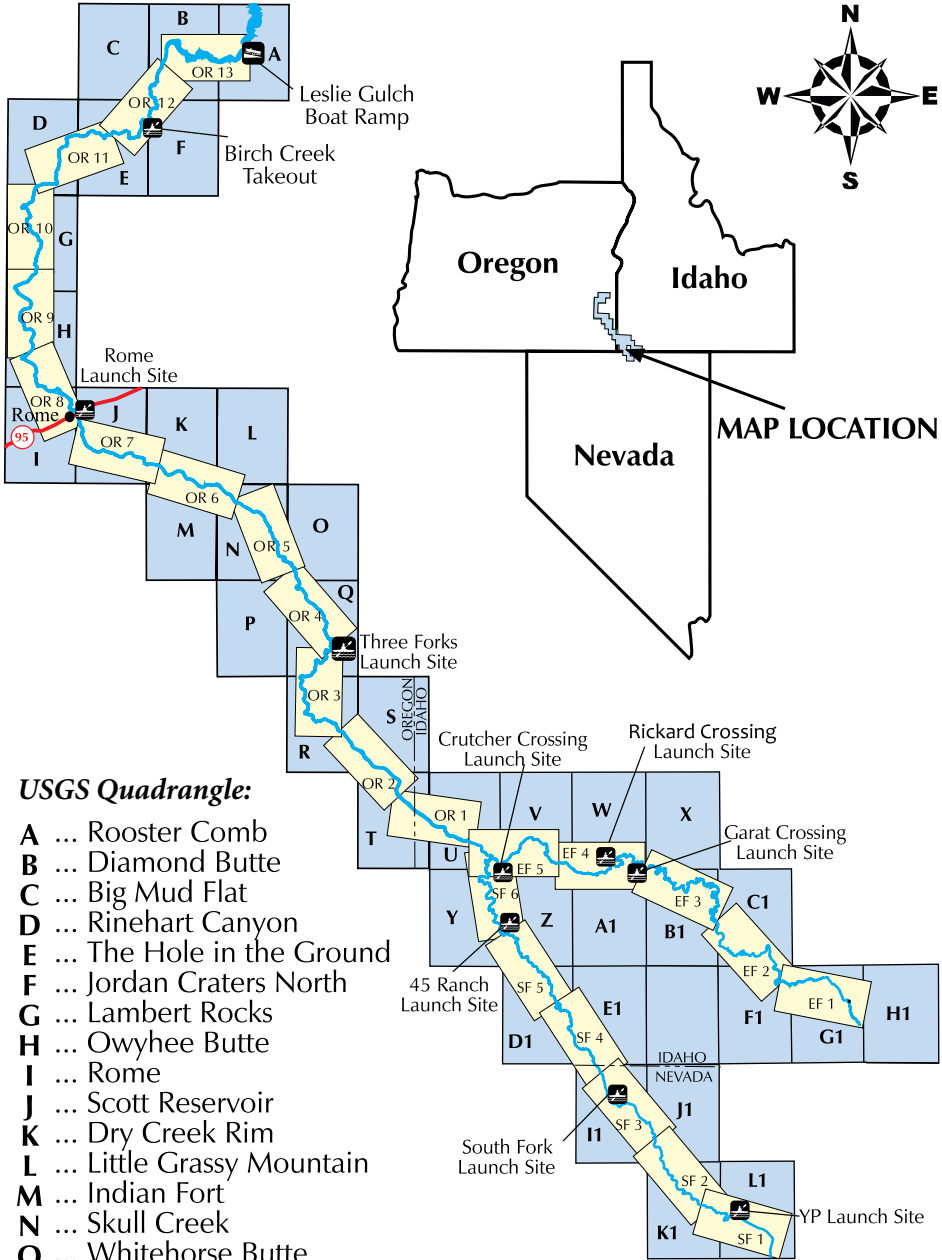 B
C
A
OR 13
OR 12
Leslie Gulch
Boat Ramp
D
F
Birch Creek
Takeout
OR 11
E
OR 10
G
OR 9
H
Rome
Launch Site
OR 8
Rome
J
K
L
95
I
OR 7
OR 6
M
N
OR 5
O
Q
P
OR 4
Three Forks
Launch Site
OR 3
S
OREGON
IDAHO
R
OR 2
T
OR 1
U
Crutcher Crossing
Launch Site
Rickard Crossing
Launch Site
V
W
X
Garat Crossing
Launch Site
EF 4
EF 5
SF 6
EF 3
C1
Y
Z
A1
B1
45 Ranch
Launch Site
EF 2
SF 5
EF 1
E1
F1
G1
H1
D1
SF 4
IDAHO
NEVADA
J1
SF 3
I1
South Fork
Launch Site
SF 2
L1
YP Launch Site
K1
SF 1
N
W
E
S
Oregon
Idaho
Nevada
MAP LOCATION
USGS Quadrangle:
A ... Rooster Comb
B ... Diamond Butte
C ... Big Mud Flat
D ... Rinehart Canyon
E ... The Hole in the Ground
F ... Jordan Craters North
G ... Lambert Rocks
H ... Owyhee Butte
I ... Rome
J ... Scott Reservoir
K ... Dry Creek Rim
L ... Little Grassy Mountain
M ... Indian Fort
N ... Skull Creek
O ... Whitehorse Butte